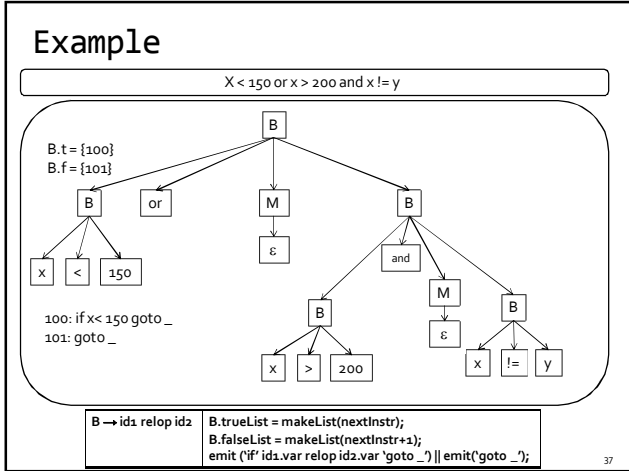 Example
X < 150 or x > 200 and x != y
B
B.t = {100}
B.f = {101}
B or M B
ε
and
x < 150
M
B B
ε
100: if x< 150 goto _
101: goto _
x > 200
x != y
B → id1 relop id2
B.trueList = makeList(nextInstr);
B.falseList = makeList(nextInstr+1);
emit ('if' id1.var relop id2.var 'goto _') || emit('goto _');
37